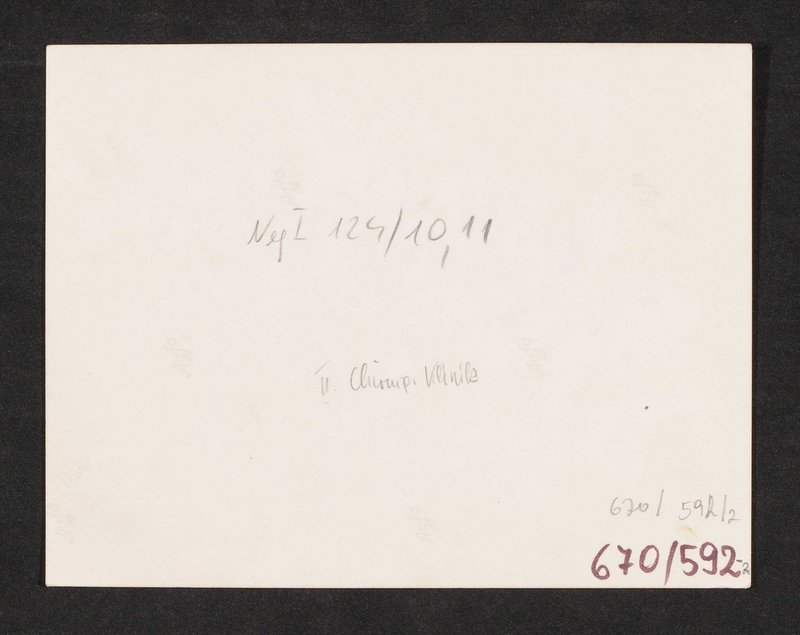 Neg I 124/10,11
II. Chirurg. Klinik
670/ 592/2
670/592-2